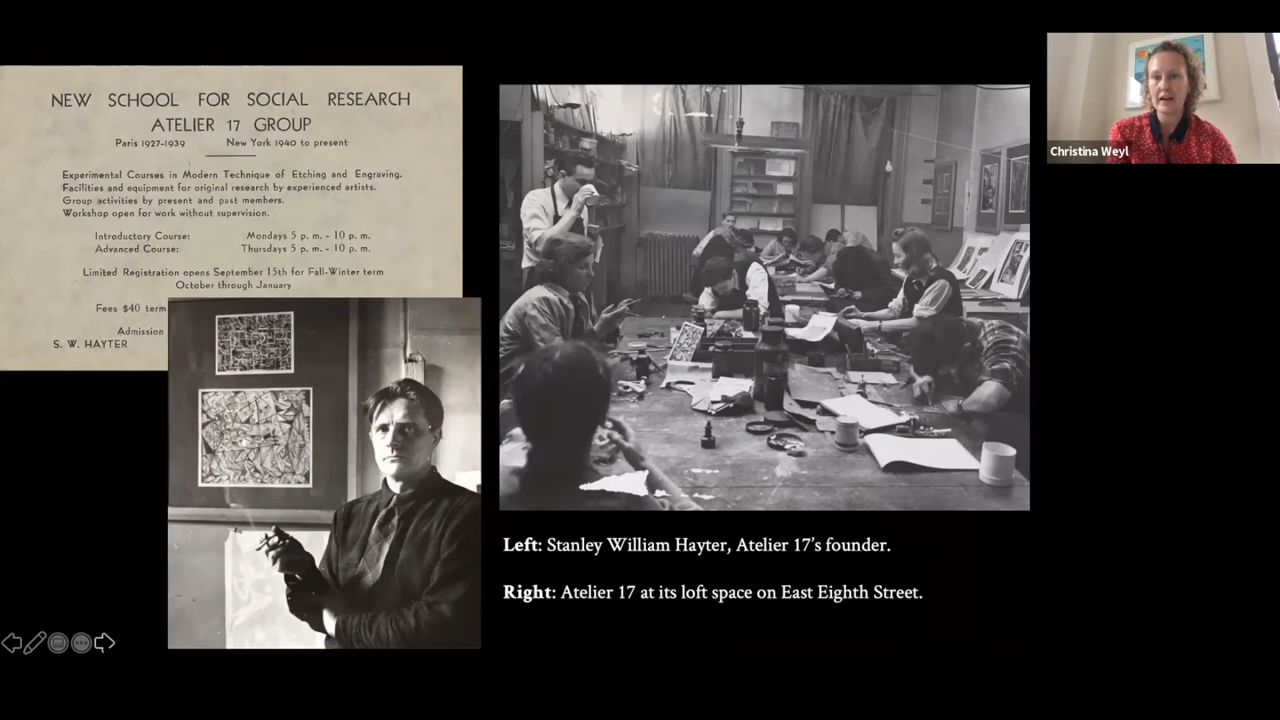 NEW SCHOOL FOR SOCIAL RESEARCH
ATELIER 17 GROUP
Paris 1927-1939 New York 1940 to present
Experimental Courses in Modern Technique of Etching and Engraving.
Facilities and equipment for original research by experienced artists.
Group activities by present and past members.
Workshop open for work without supervision.
Introductory Course: Mondays 5 p. m. - 10 p. m.
Advanced Course: Thursdays 5 p. m. - 10 p. m.
Limited Registration opens September 15th for Fall-Winter term
October through January
Fees $40 term
Admission
S. W. HAYTER
Left: Stanley William Hayter, Atelier 17’s founder.
Right: Atelier 17 at its loft space on East Eighth Street.
Christina Weyl